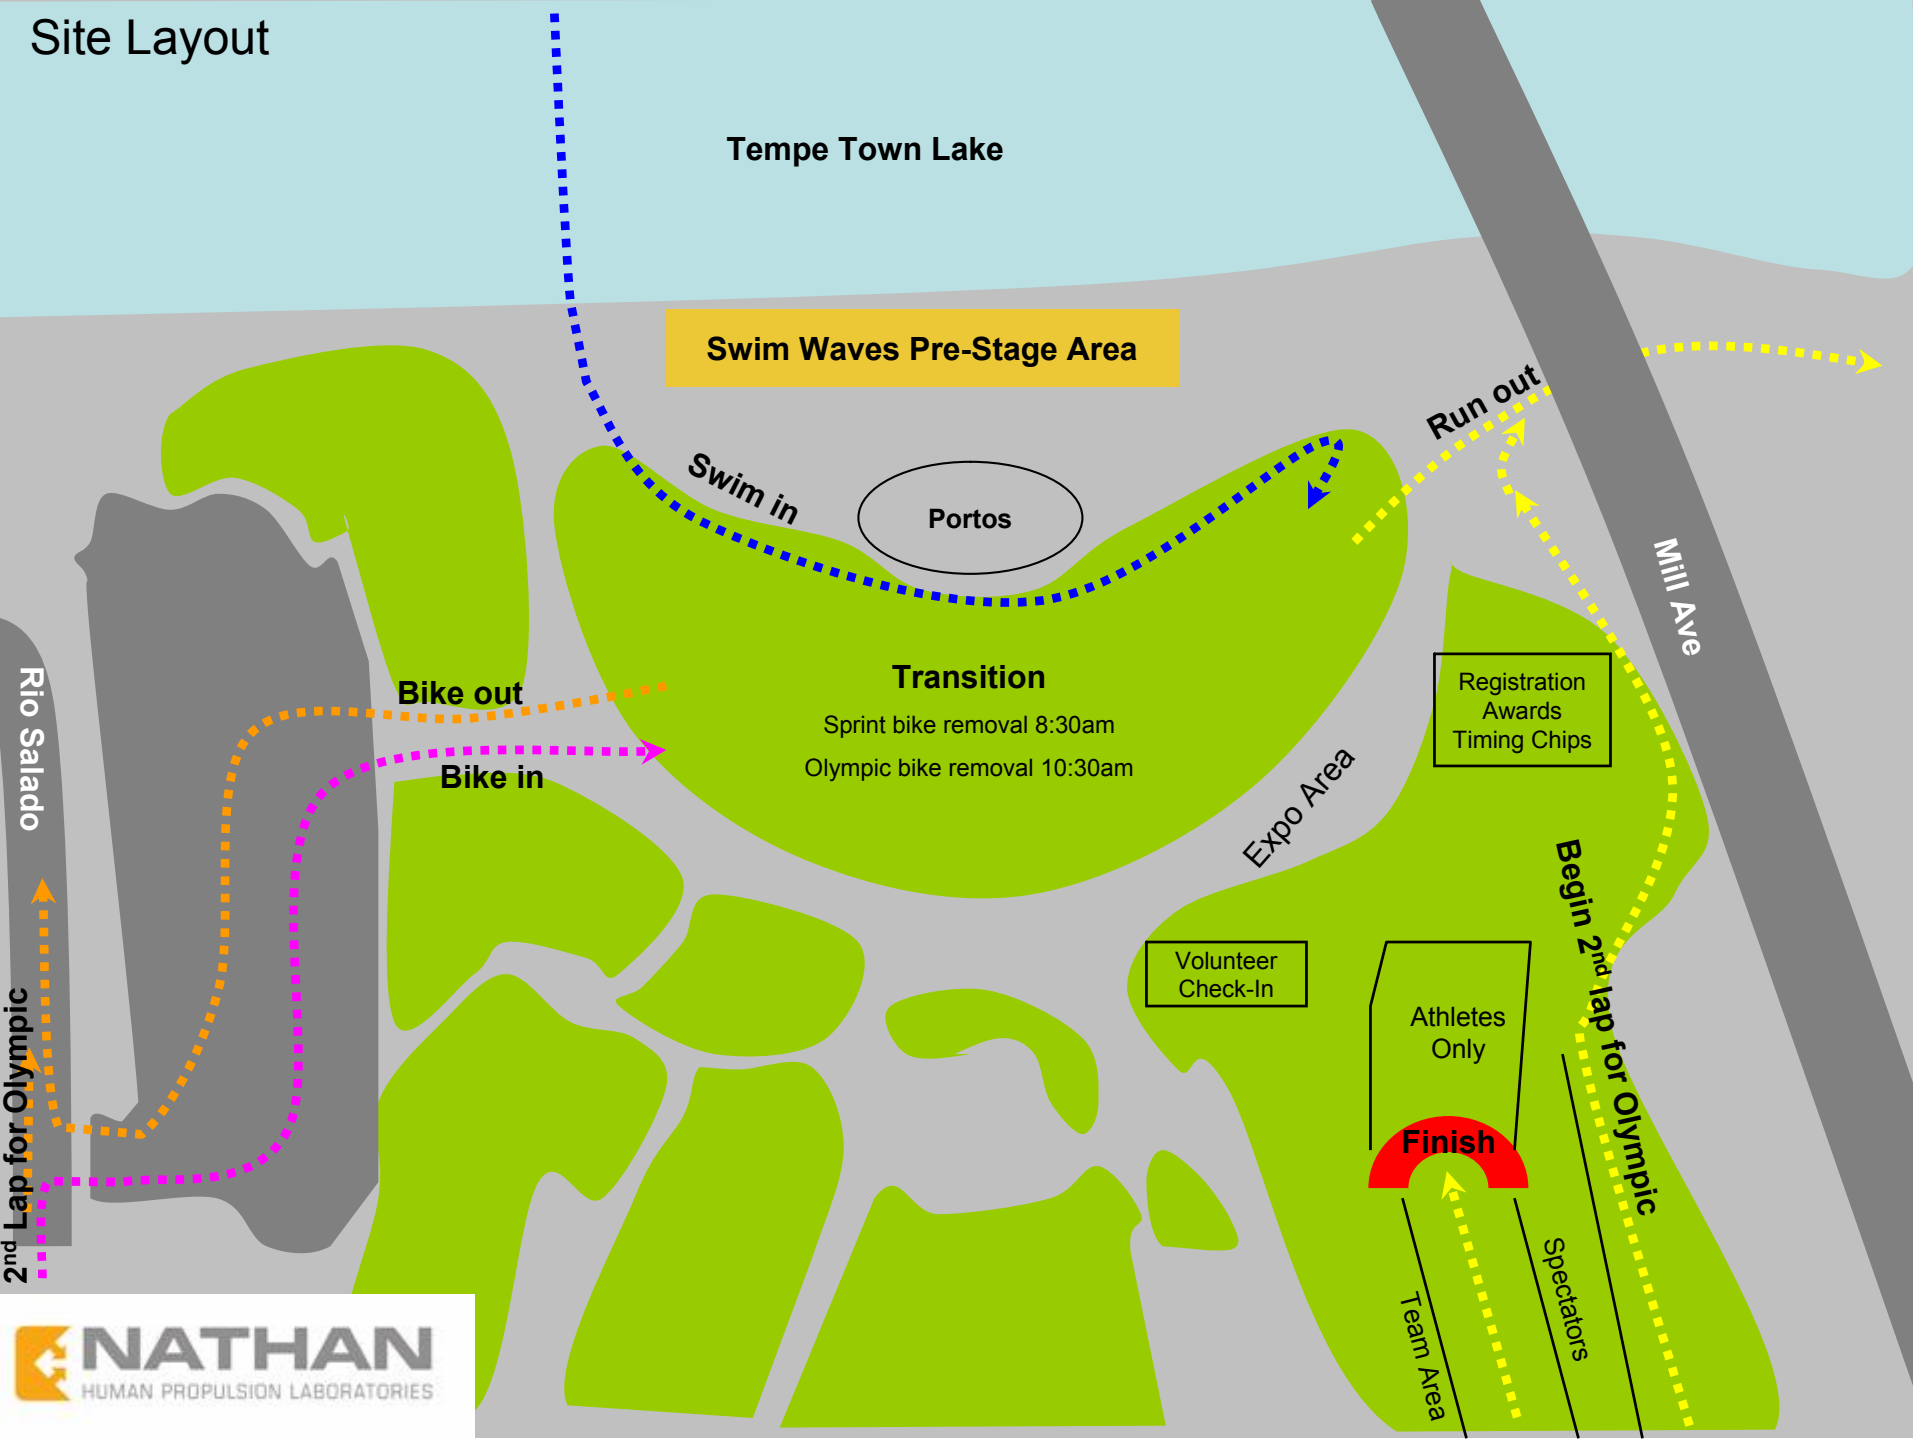 Site Layout
Tempe Town Lake
Swim Waves Pre-Stage Area
Run out
Swim in
Portos
Mill Ave
Rio Salado
Bike out
Bike in
Transition
Sprint bike removal 8:30am
Olympic bike removal 10:30am
Registration
Awards
Timing Chips
Expo Area
Begin 2nd lap for Olympic
Volunteer
Check-In
Athletes
Only
Finish
2nd Lap for Olympic
Team Area
Spectators
NATHAN
HUMAN PROPULSION LABORATORIES